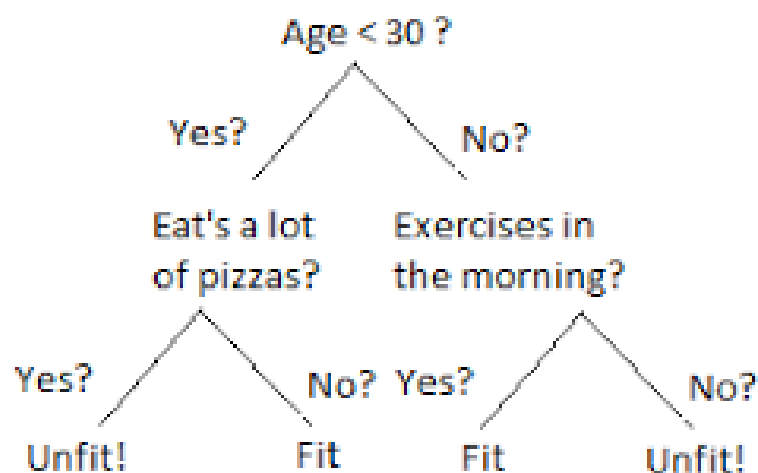 Age < 30 ?
Yes?
No?
Eat's a lot
of pizzas?
Exercises in
the morning?
Yes?
No?
Yes?
No?
Unfit!
Fit
Fit
Unfit!